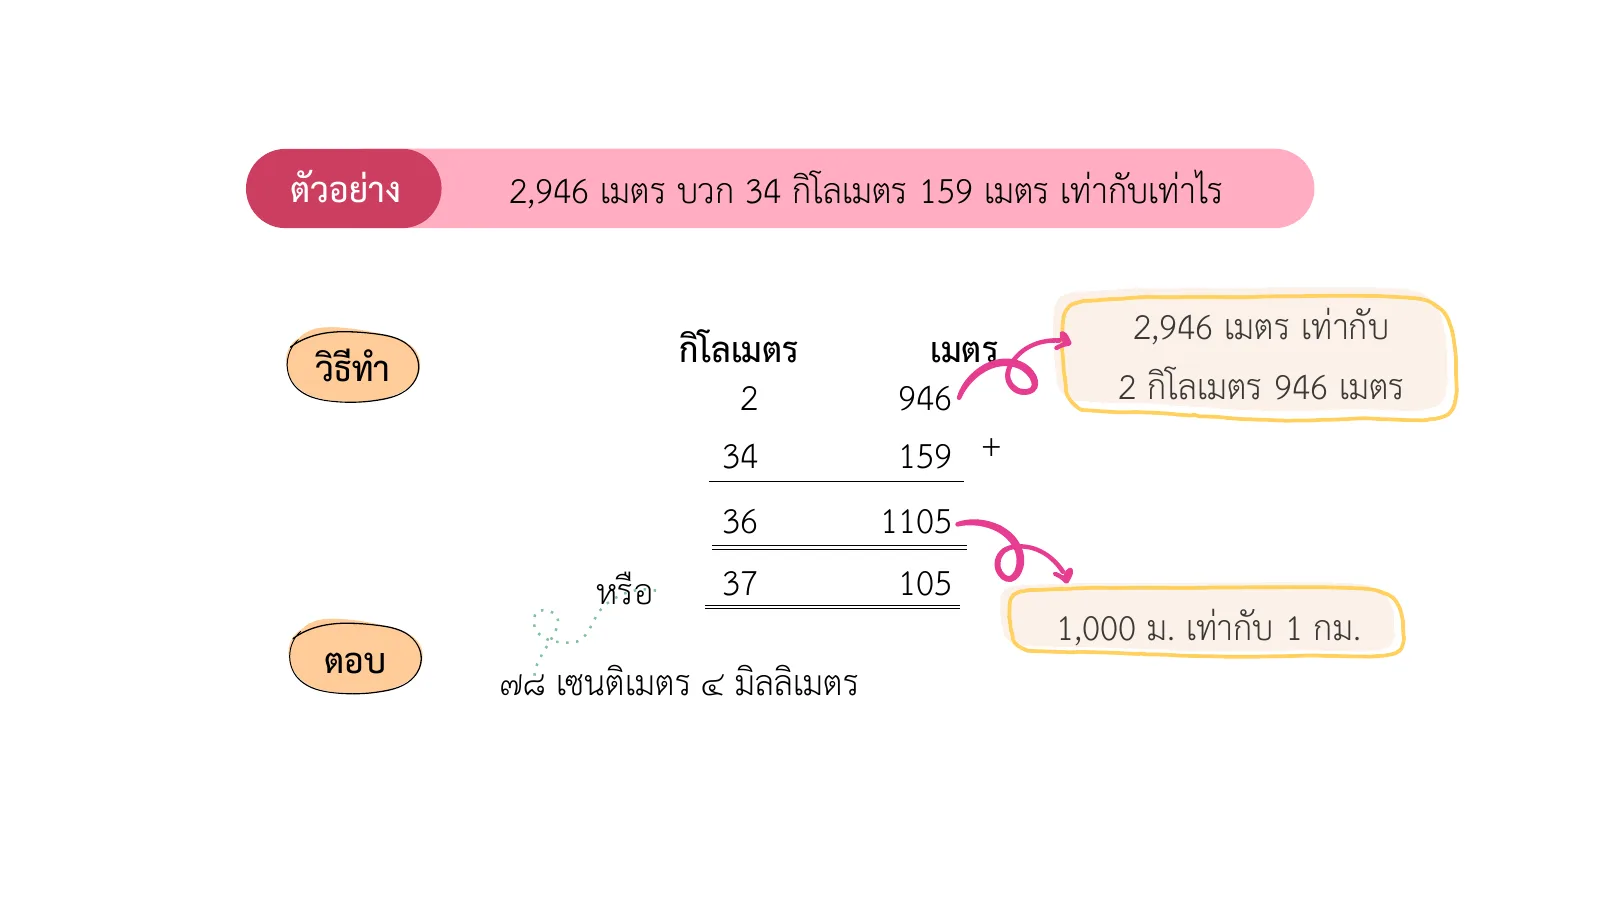 ตัวอย่าง 2,946 เมตร บวก 34 กิโลเมตร 159 เมตร เท่ากับเท่าไร
วิธีทำ
กิโลเมตร เมตร
2 946
34 159 +
36 1105
หรือ 37 105
2,946 เมตร เท่ากับ
2 กิโลเมตร 946 เมตร
1,000 ม. เท่ากับ 1 กม.
ตอบ
๗๘ เซนติเมตร ๔ มิลลิเมตร